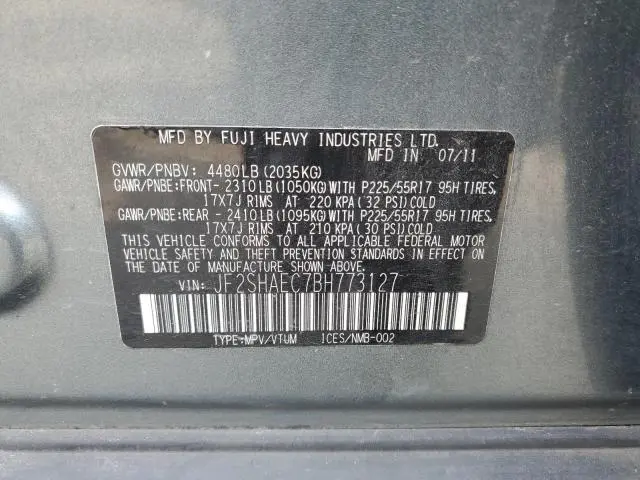 MFD BY FUJI HEAVY INDUSTRIES LTD.
MFD IN 07/11
GVWR/PNBV: 4480LB (2035KG)
GAWR/PNBE:FRONT- 2310LB (1050KG) WITH P225/55R17 95H TIRES,
17X7J RIMS AT 220 KPA (32 PSI) COLD
GAWR/PNBE:REAR - 2410LB (1095KG) WITH P225/55R17 95H TIRES,
17X7J RIMS AT 210 KPA (30 PSI) COLD
THIS VEHICLE CONFORMS TO ALL APPLICABLE FEDERAL MOTOR
VEHICLE SAFETY AND THEFT PREVENTION STANDARDS IN EFFECT
ON THE DATE OF MANUFACTURE SHOWN ABOVE.
VIN: JF2SHAEC7BH773127
TYPE:MPV/VTUM ICES/NMB-002